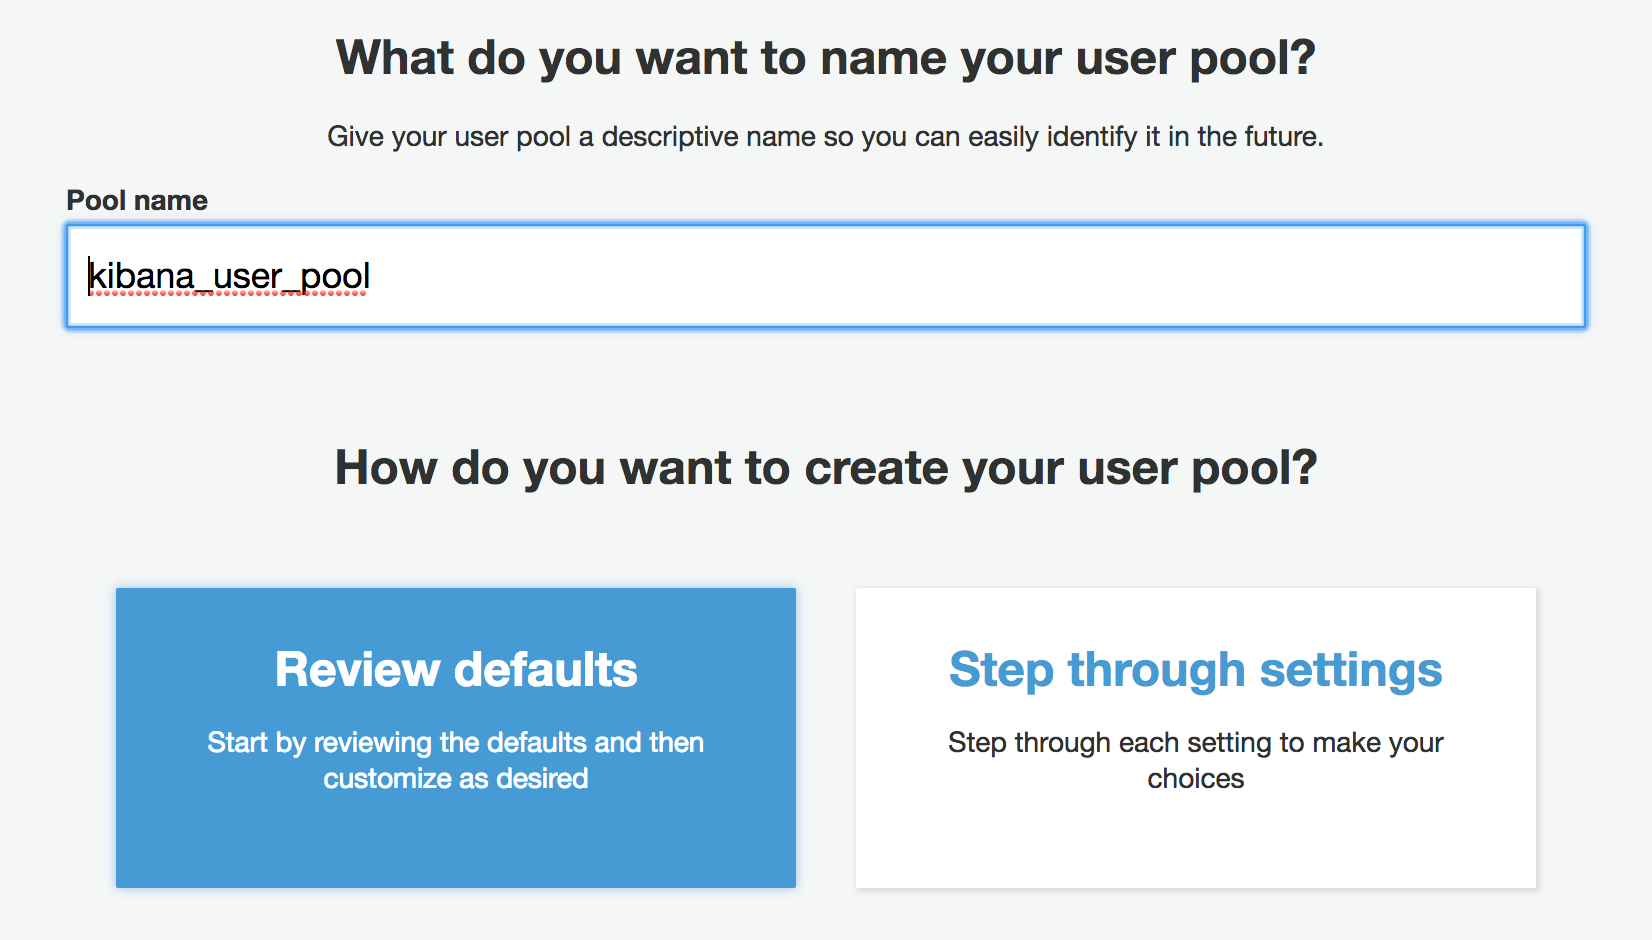 What do you want to name your user pool?
Give your user pool a descriptive name so you can easily identify it in the future.
Pool name
kibana_user_pool
How do you want to create your user pool?
Review defaults
Start by reviewing the defaults and then
customize as desired
Step through settings
Step through each setting to make your
choices